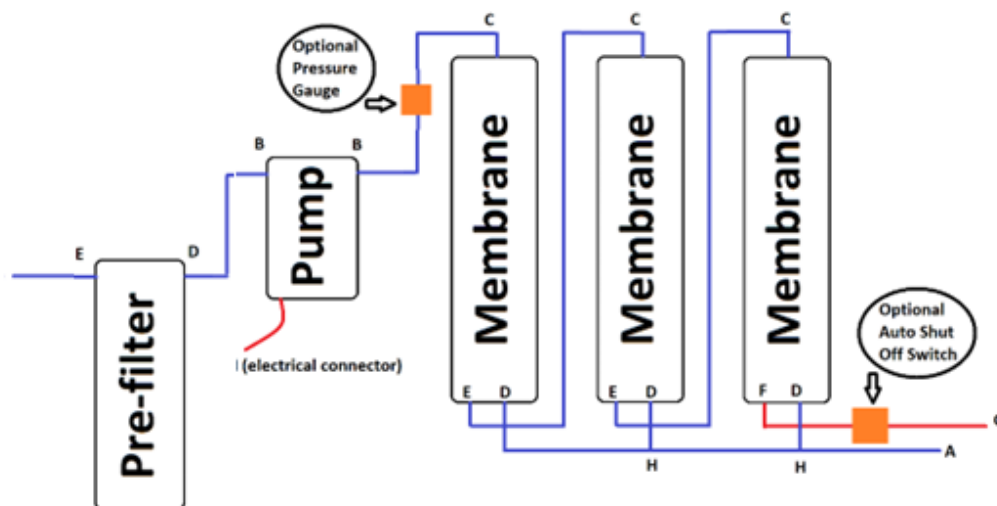 C
C
C
Optional
Pressure
Gauge
B
B
Pump
Membrane
Membrane
Membrane
E
D
Pre-filter
(electrical connector)
Optional
Auto Shut
Off Switch
E
D
E
D
F
D
A
H
H